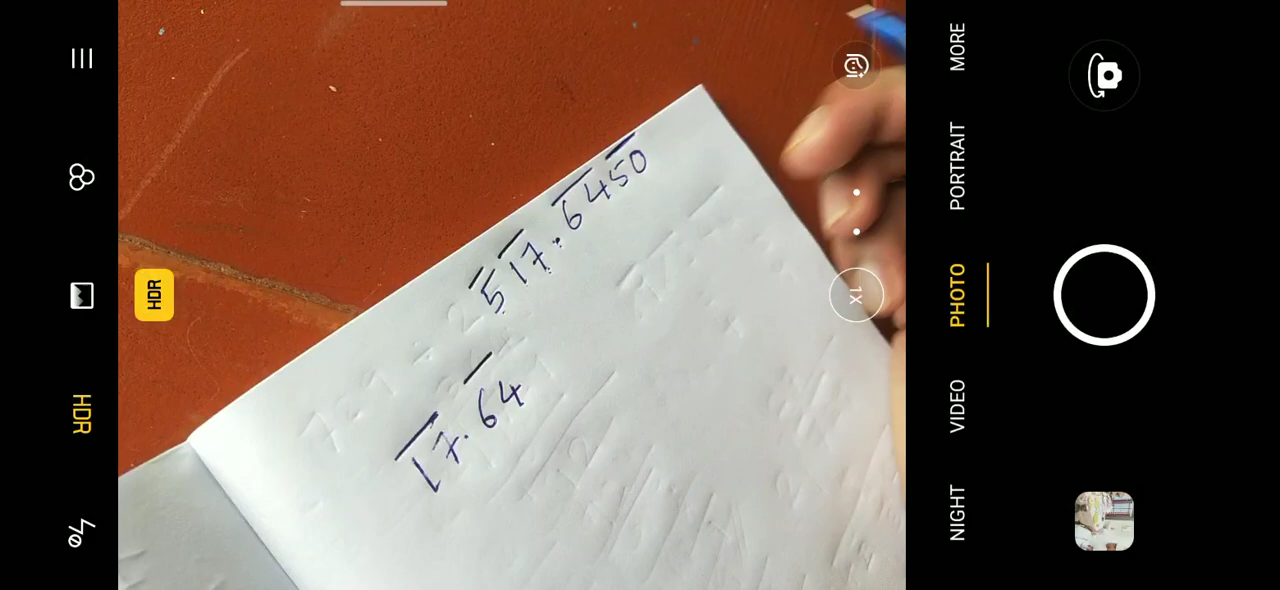 517.6450
17.64
HDR
HDR
1X
MORE
PORTRAIT
PHOTO
VIDEO
NIGHT